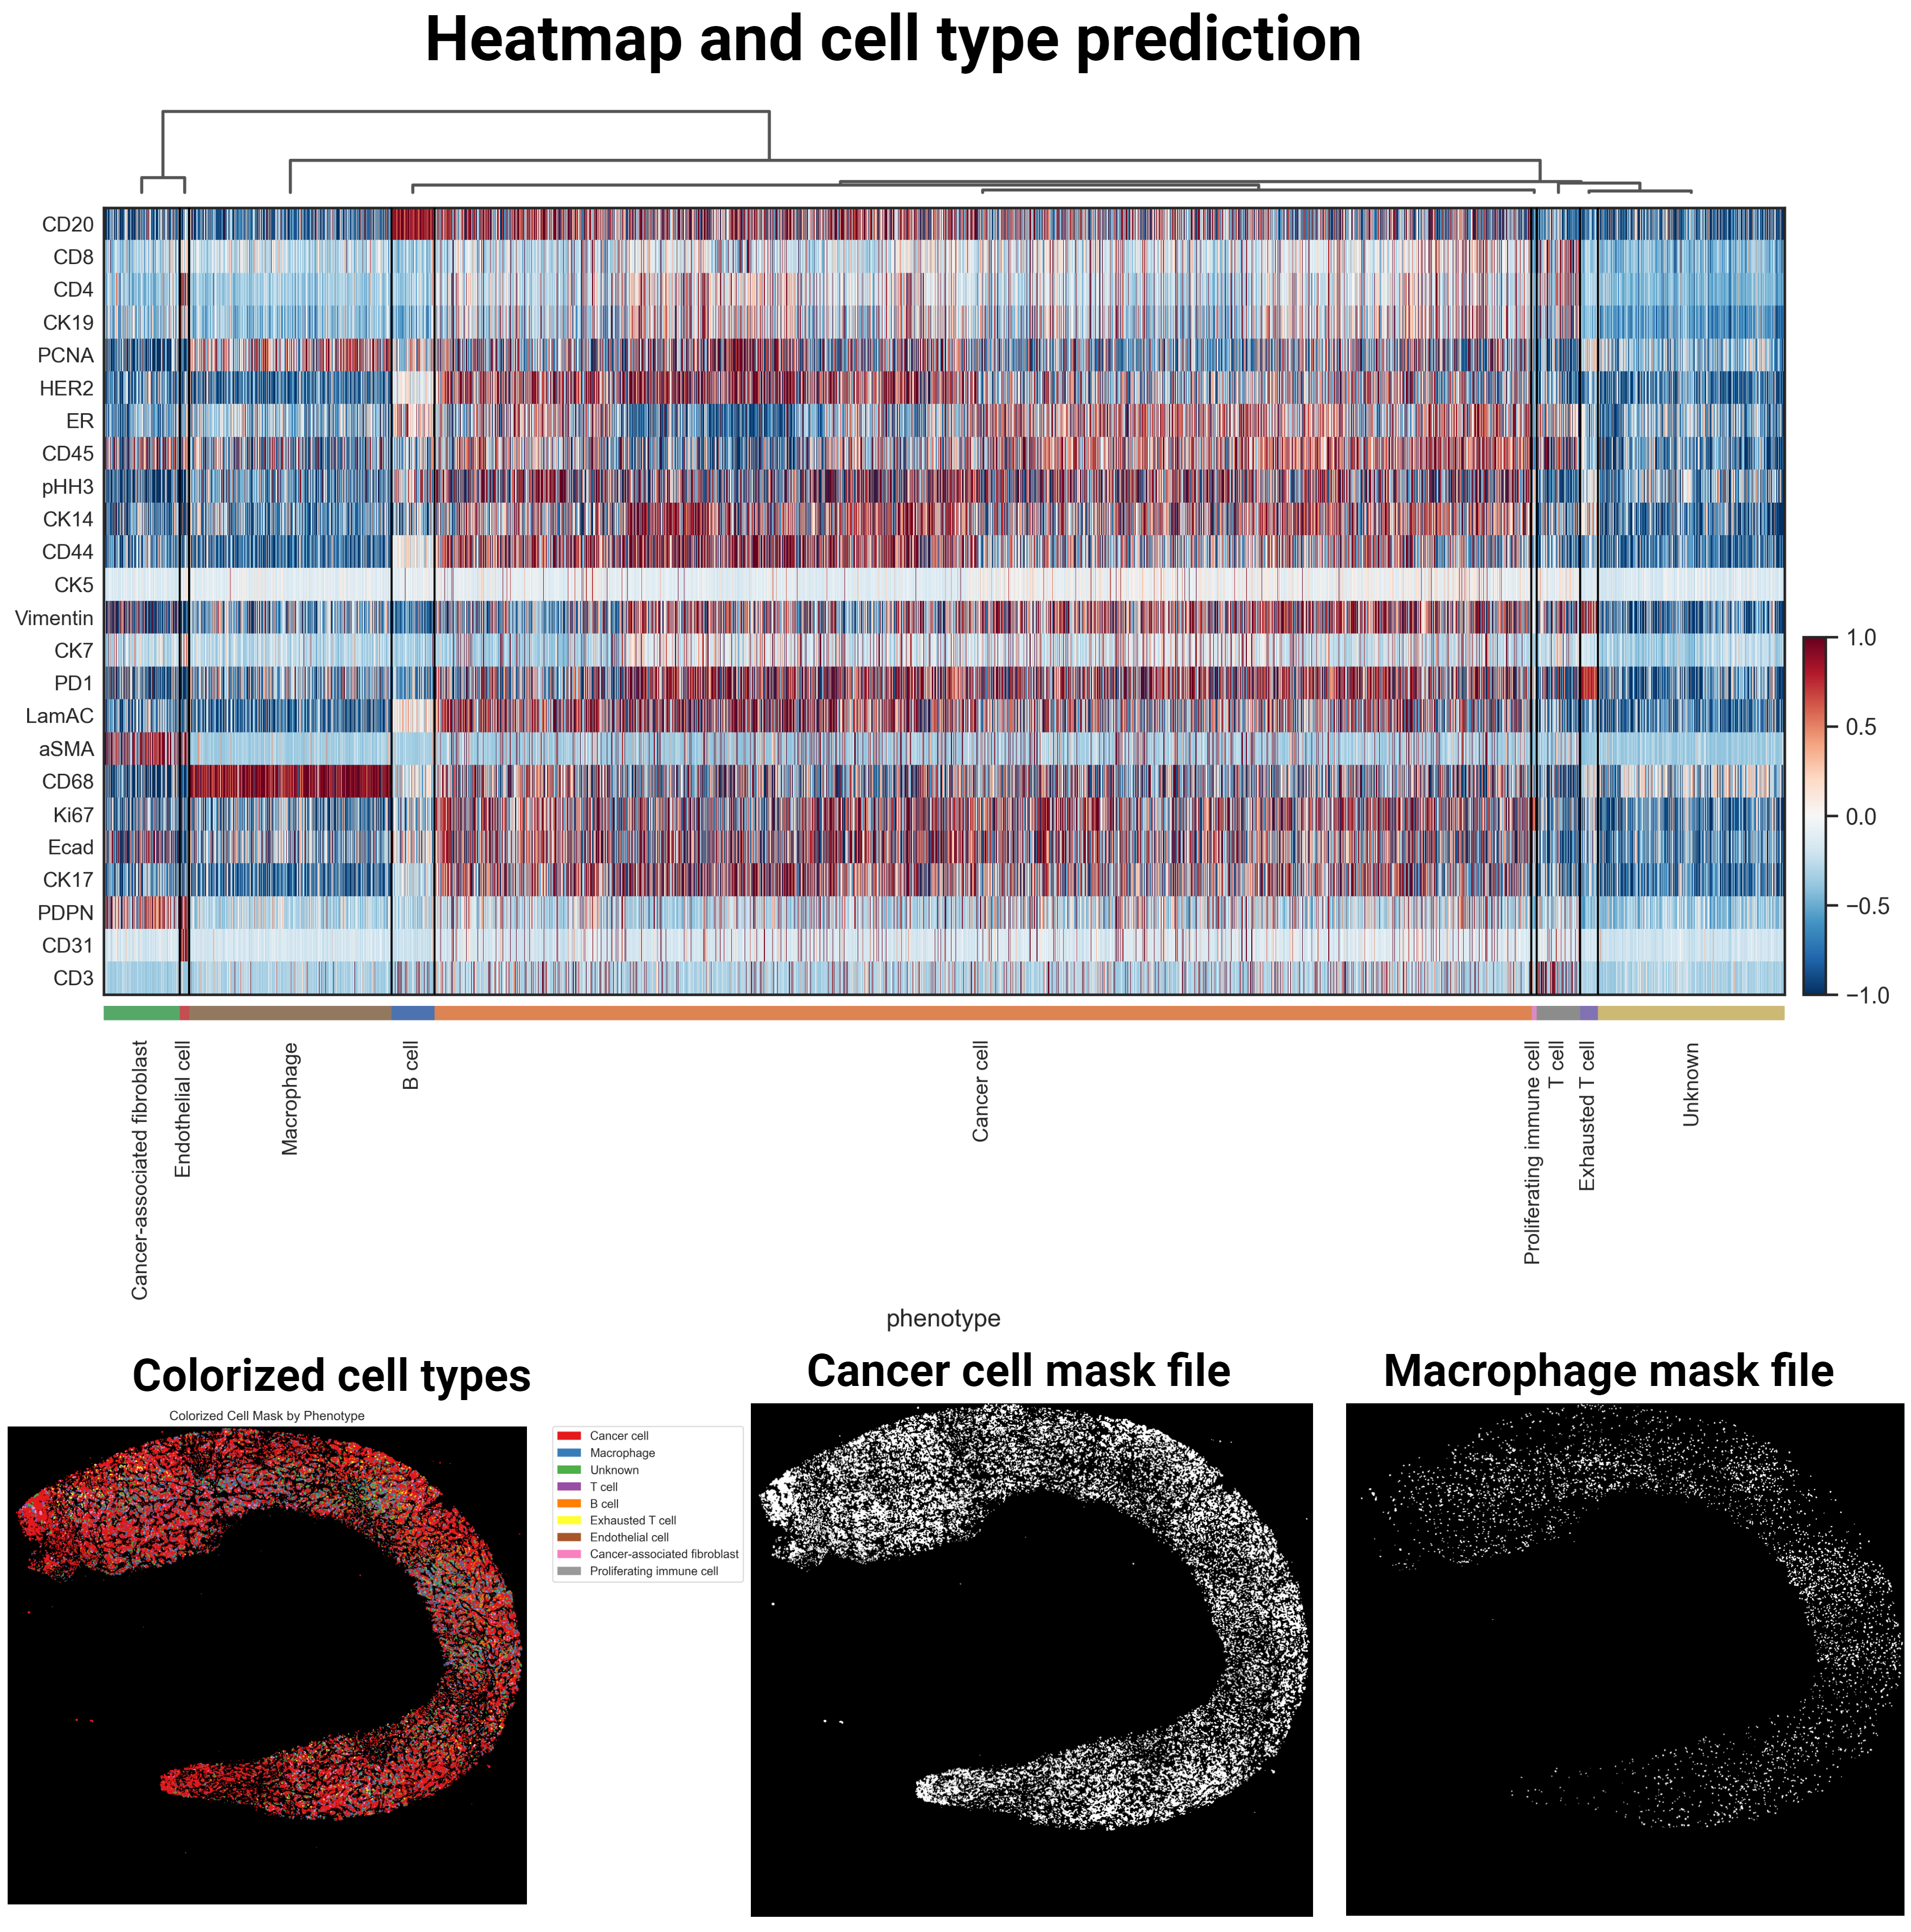 Heatmap and cell type prediction
CD20
CD8
CD4
CK19
PCNA
HER2
ER
CD45
pHH3
CK14
CD44
CK5
Vimentin
CK7
PD1
LamAC
aSMA
CD68
Ki67
Ecad
CK17
PDPN
CD31
CD3
1.0
0.5
0.0
−0.5
−1.0
Cancer-associated fibroblast
Endothelial cell
Macrophage
B cell
Cancer cell
Proliferating immune cell
T cell
Exhausted T cell
Unknown
phenotype
Colorized cell types
Colorized Cell Mask by Phenotype
Cancer cell
Macrophage
Unknown
T cell
B cell
Exhausted T cell
Endothelial cell
Cancer-associated fibroblast
Proliferating immune cell
Cancer cell mask file
Macrophage mask file